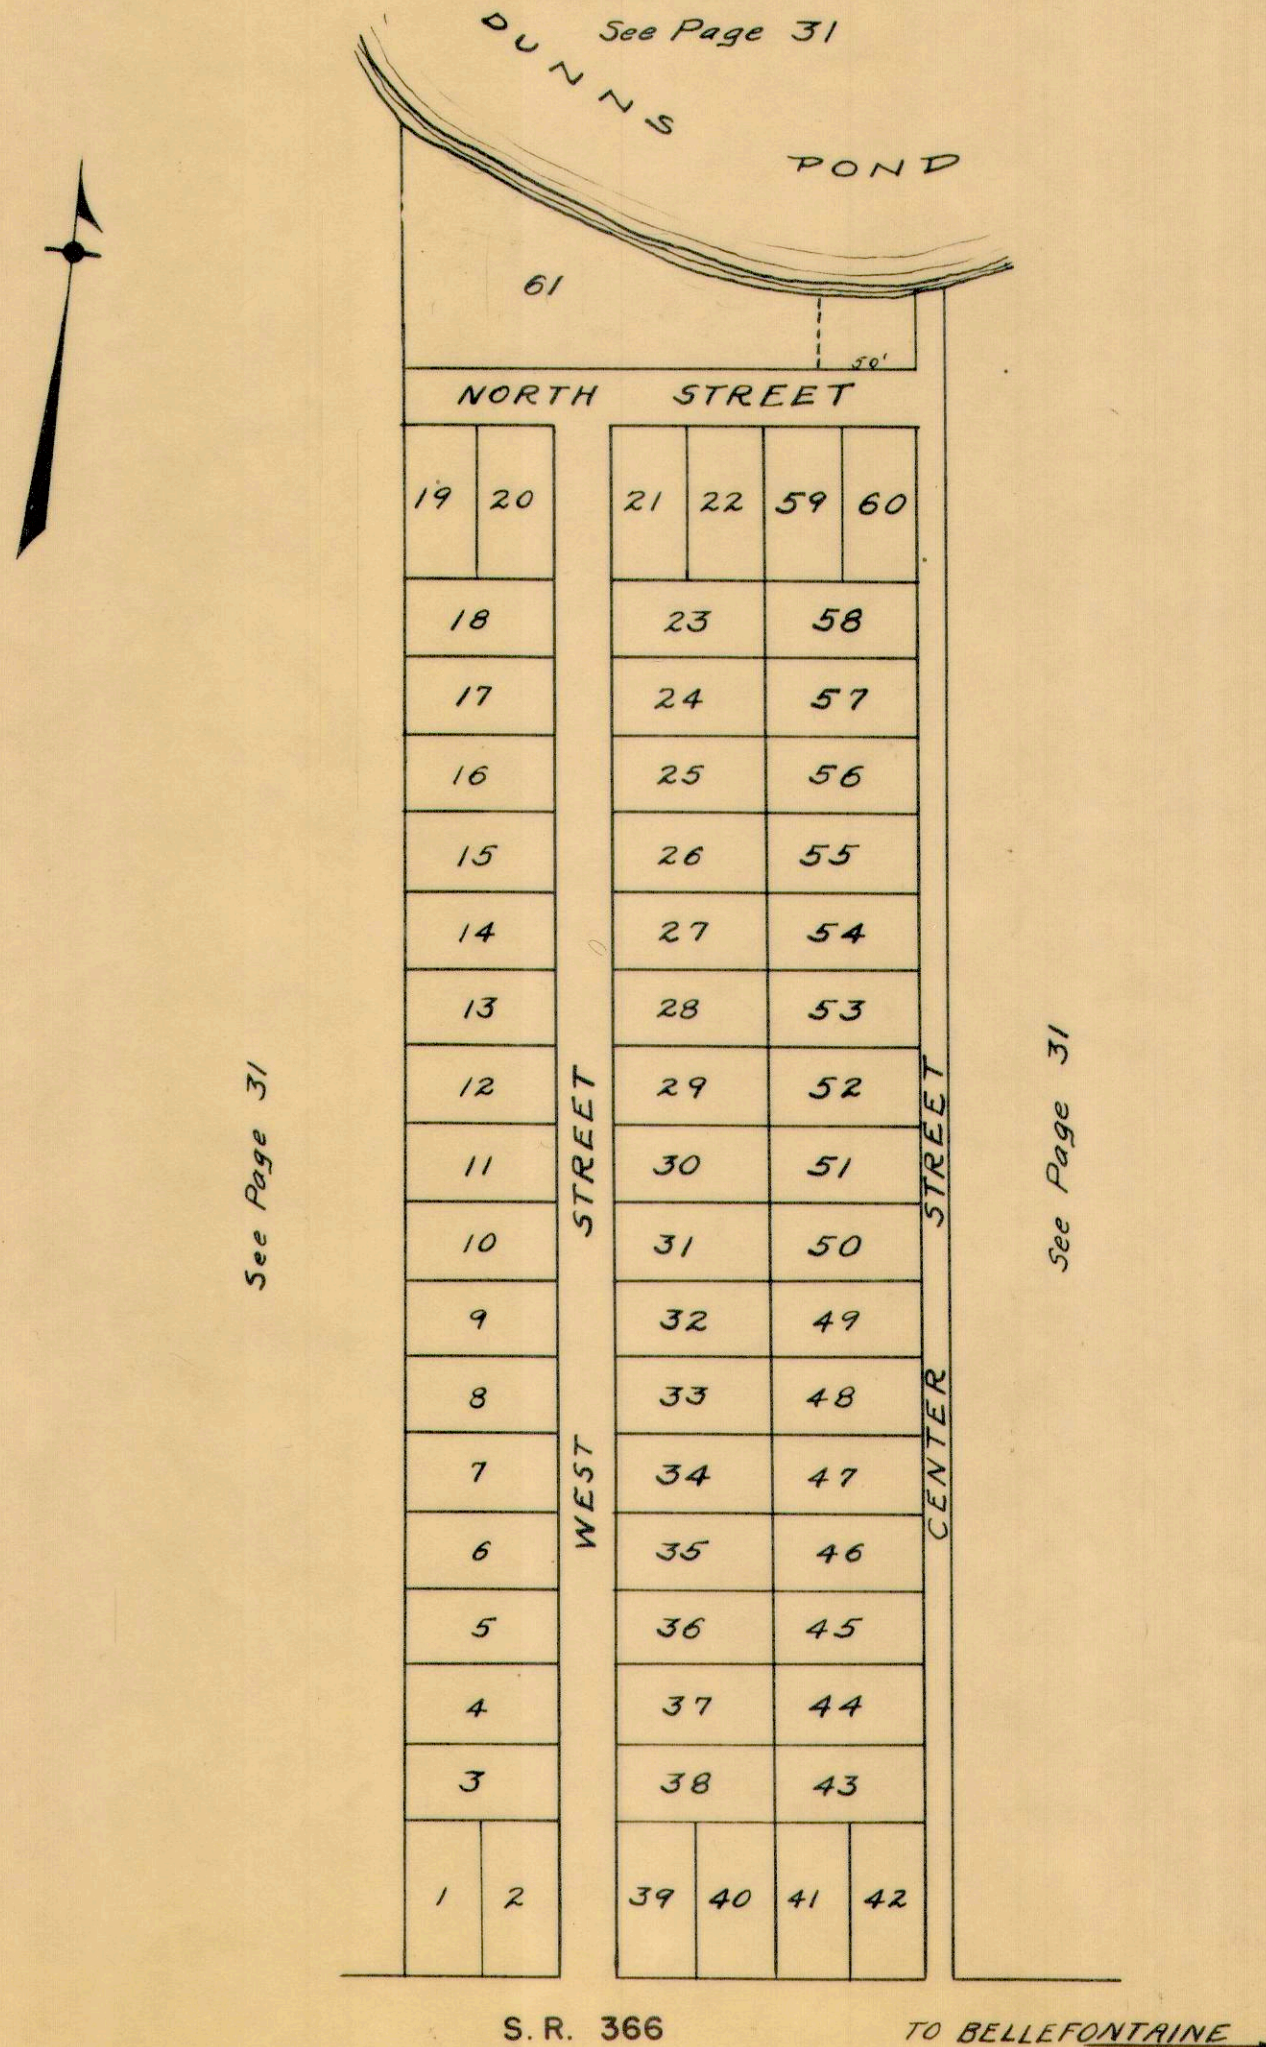 See Page 31
DUNNS
POND
61
50'
NORTH STREET
19 20 21 22 59 60
18 23 58
17 24 57
16 25 56
15 26 55
14 27 54
13 28 53
12 29 52
11 30 51
10 31 50
9 32 49
8 33 48
7 34 47
6 35 46
5 36 45
4 37 44
3 38 43
1 2 39 40 41 42
See Page 31
WEST STREET
CENTER STREET
See Page 31
S.R. 366
TO BELLEFONTAINE